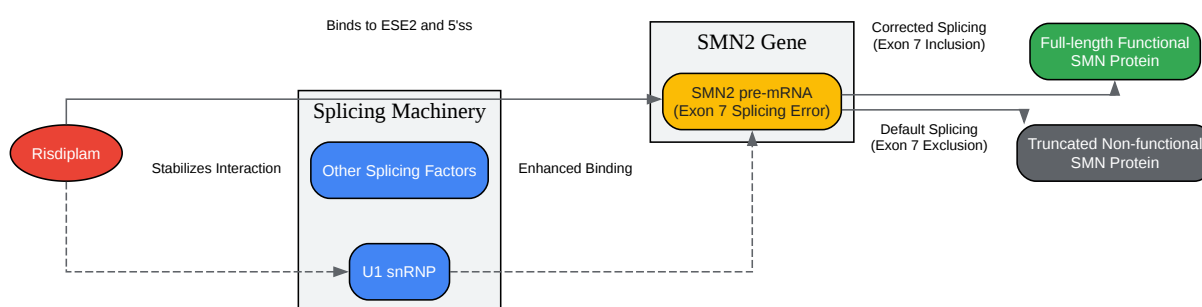 Binds to ESE2 and 5'ss
SMN2 Gene
Corrected Splicing
(Exon 7 Inclusion)
Full-length Functional
SMN Protein
SMN2 pre-mRNA
(Exon 7 Splicing Error)
Splicing Machinery
Default Splicing
(Exon 7 Exclusion)
Truncated Non-functional
SMN Protein
Risdiplam
Stabilizes Interaction
Other Splicing Factors
Enhanced Binding
U1 snRNP